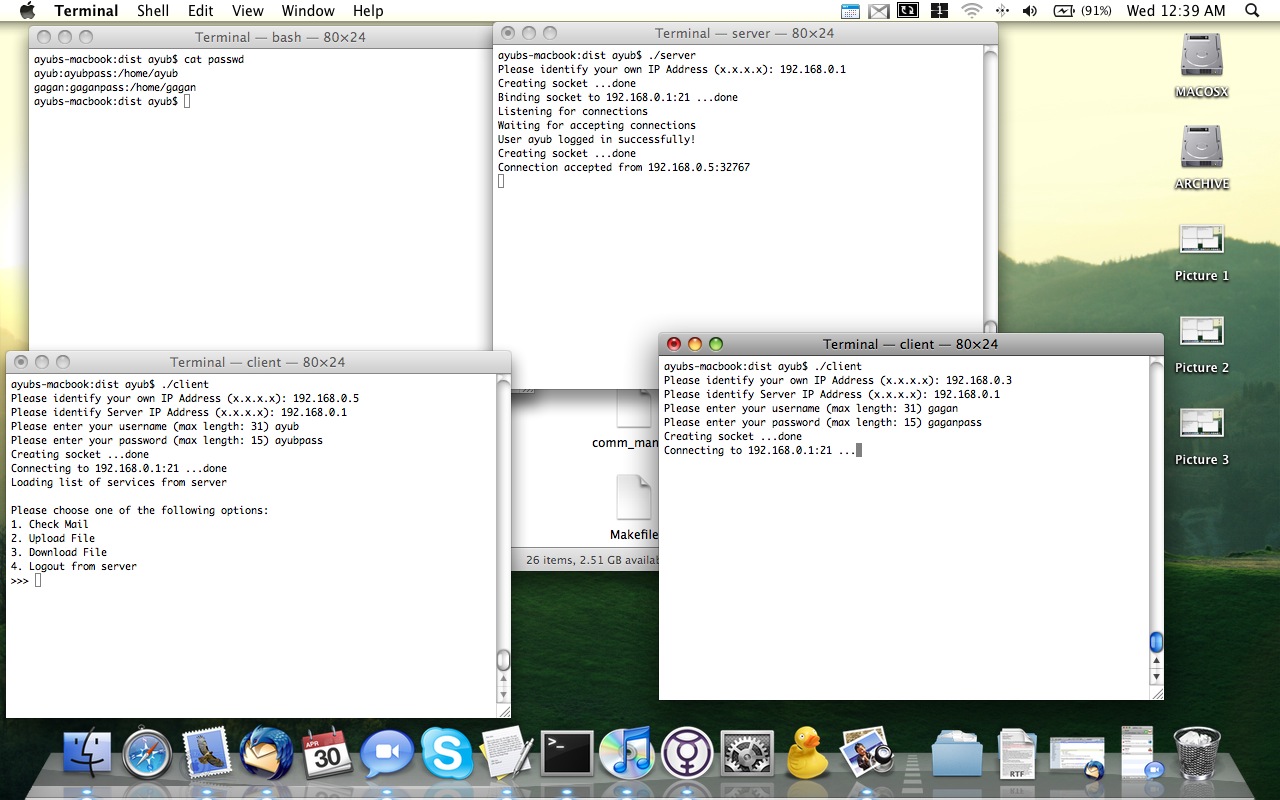 Terminal Shell Edit View Window Help (91%) Wed 12:39 AM
Terminal — bash — 80×24
ayubs-macbook:dist ayub$ cat passwd
ayub:ayubpass:/home/ayub
gagan:gaganpass:/home/gagan
ayubs-macbook:dist ayub$
Terminal — server — 80×24
ayubs-macbook:dist ayub$ ./server
Please identify your own IP Address (x.x.x.x): 192.168.0.1
Creating socket ...done
Binding socket to 192.168.0.1:21 ...done
Listening for connections
Waiting for accepting connections
User ayub logged in successfully!
Creating socket ...done
Connection accepted from 192.168.0.5:32767
Terminal — client — 80×24
ayubs-macbook:dist ayub$ ./client
Please identify your own IP Address (x.x.x.x): 192.168.0.5
Please identify Server IP Address (x.x.x.x): 192.168.0.1
Please enter your username (max length: 31) ayub
Please enter your password (max length: 15) ayubpass
Creating socket ...done
Connecting to 192.168.0.1:21 ...done
Loading list of services from server
Please choose one of the following options:
1. Check Mail
2. Upload File
3. Download File
4. Logout from server
>>>
Terminal — client — 80×24
ayubs-macbook:dist ayub$ ./client
Please identify your own IP Address (x.x.x.x): 192.168.0.3
Please identify Server IP Address (x.x.x.x): 192.168.0.1
Please enter your username (max length: 31) gagan
Please enter your password (max length: 15) gaganpass
Creating socket ...done
Connecting to 192.168.0.1:21 ...
comm_man
Makefile
26 items, 2.51 GB availab
MACOSX
ARCHIVE
Picture 1
Picture 2
Picture 3
APR
30
>_
RTF